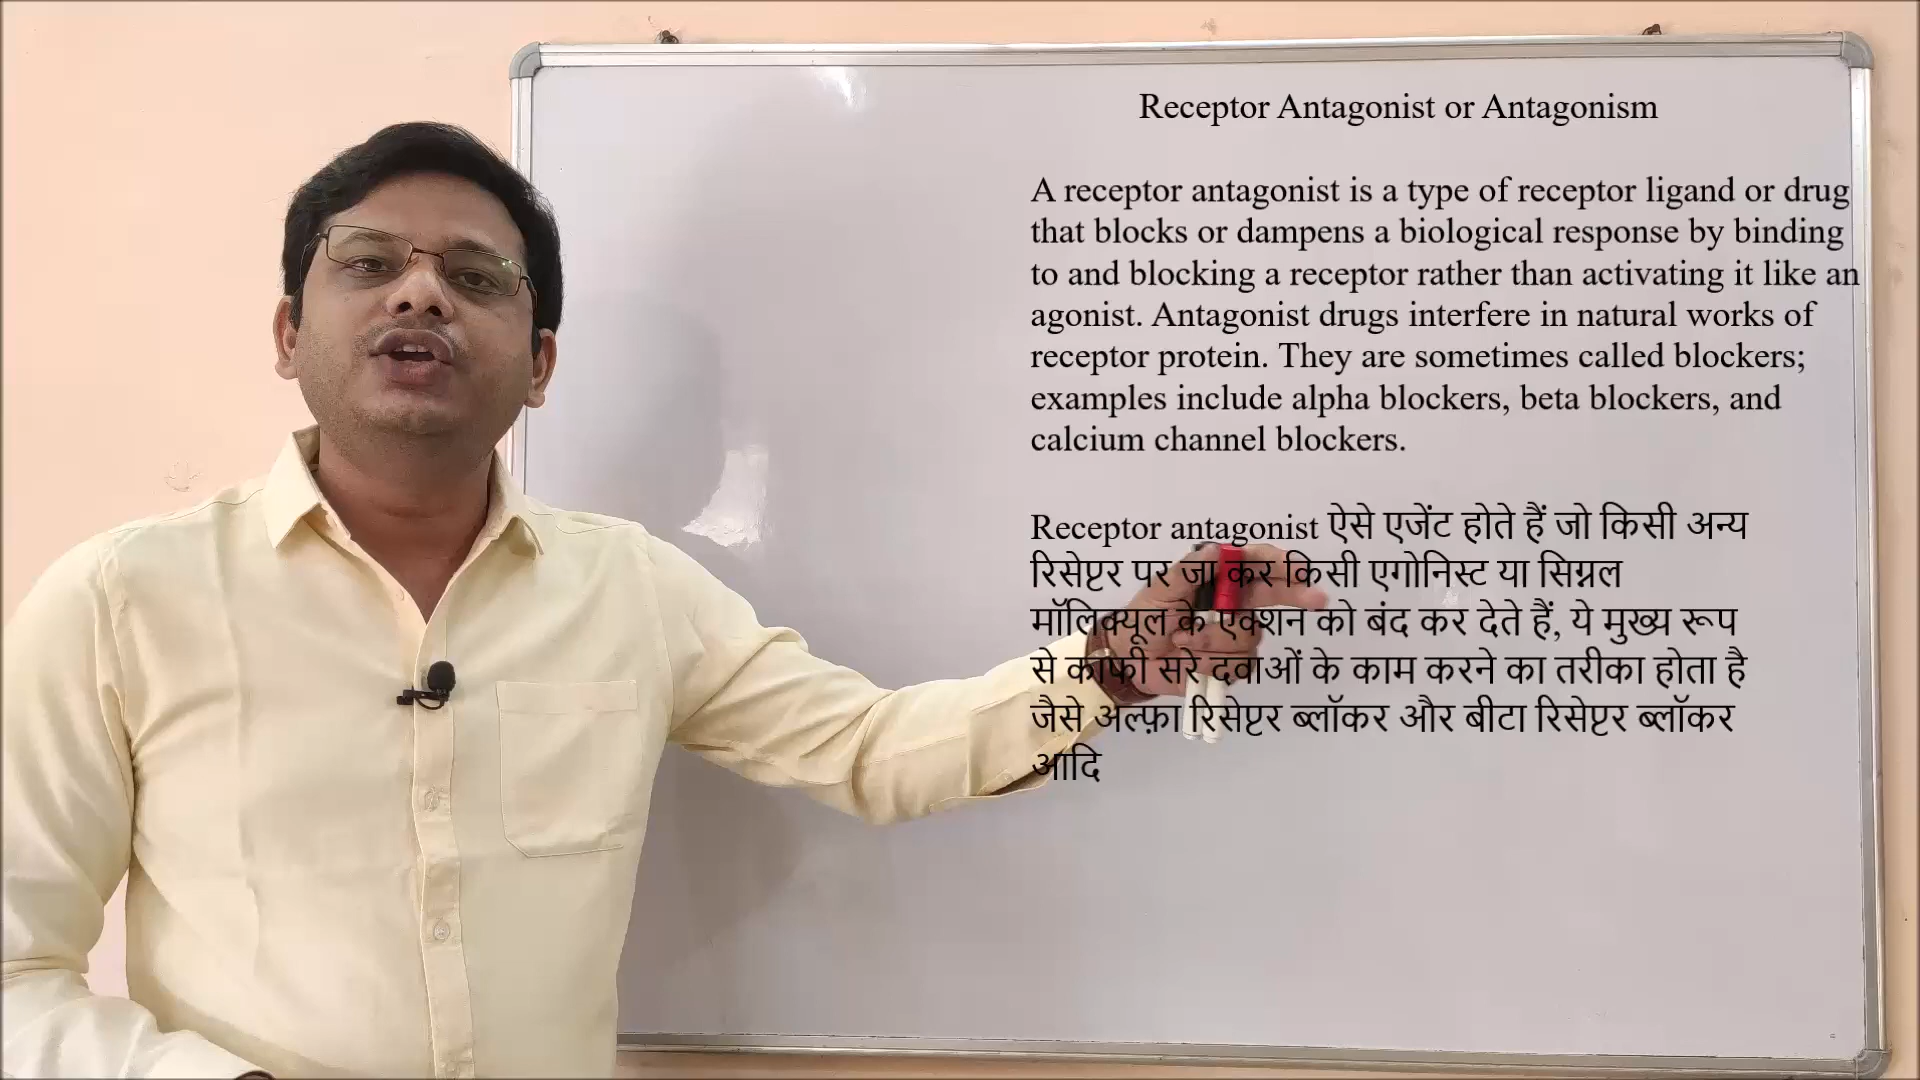 Receptor Antagonist or Antagonism
A receptor antagonist is a type of receptor ligand or drug
that blocks or dampens a biological response by binding
to and blocking a receptor rather than activating it like an
agonist. Antagonist drugs interfere in natural works of
receptor protein. They are sometimes called blockers;
examples include alpha blockers, beta blockers, and
calcium channel blockers.
Receptor antagonist ऐसे एजेंट होते हैं जो किसी अन्य
रिसेप्टर पर जा कर किसी एगोनिस्ट या सिग्नल
मॉलिक्यूल के एक्शन को बंद कर देते हैं, ये मुख्य रूप
से काफी सरे दवाओं के काम करने का तरीका होता है
जैसे अल्फ़ा रिसेप्टर ब्लॉकर और बीटा रिसेप्टर ब्लॉकर
आदि